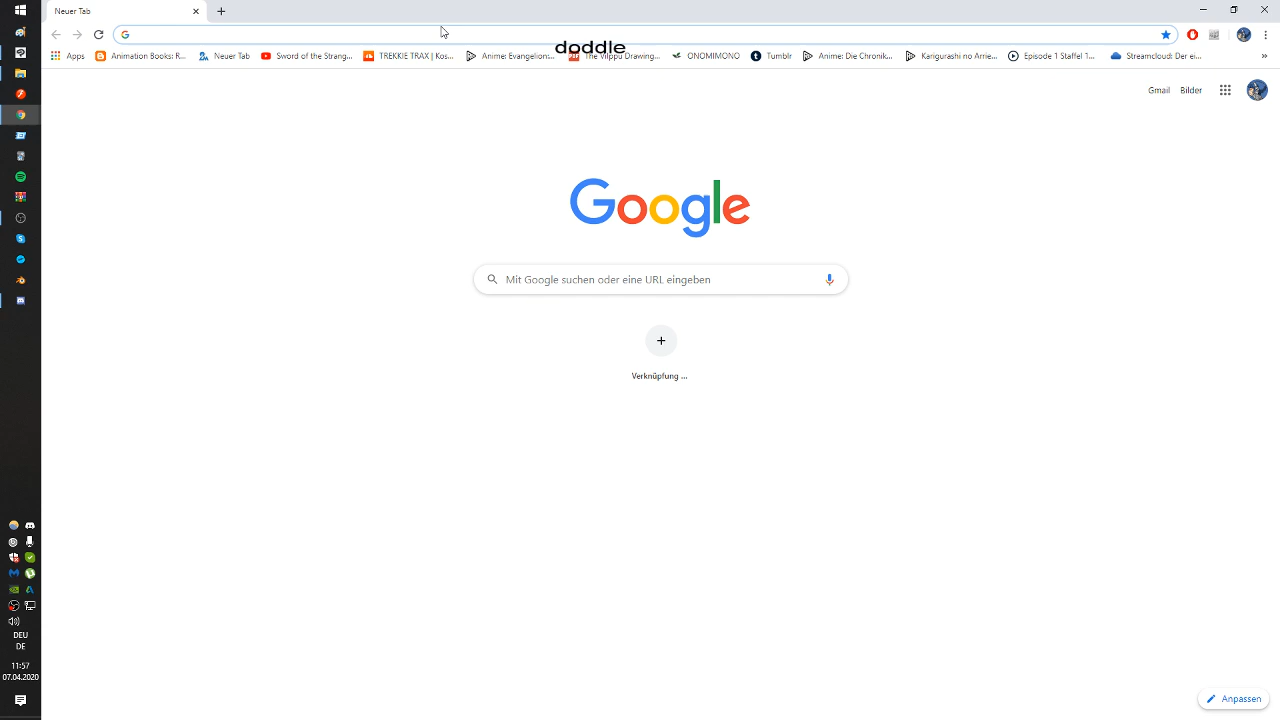 Neuer Tab
doddle
Apps Animation Books: R... Neuer Tab Sword of the Strang... TREKKIE TRAX | Kos... Anime: Evangelion:... The Vilppu Drawing... ONOMIMONO Tumblr Anime: Die Chronik... Karigurashi no Arrie... Episode 1 Staffel 1... Streamcloud: Der ei...
Gmail Bilder
Google
Mit Google suchen oder eine URL eingeben
Verknüpfung ...
DEU
DE
11:57
07.04.2020
Anpassen